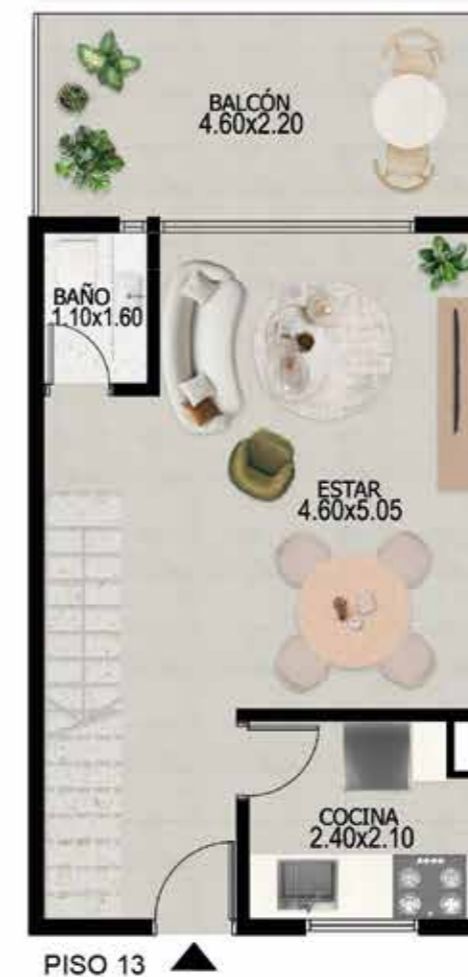 BALCÓN
4.60x2.20
BAÑO
1.10x1.60
ESTAR
4.60x5.05
COCINA
2.40x2.10
PISO 13